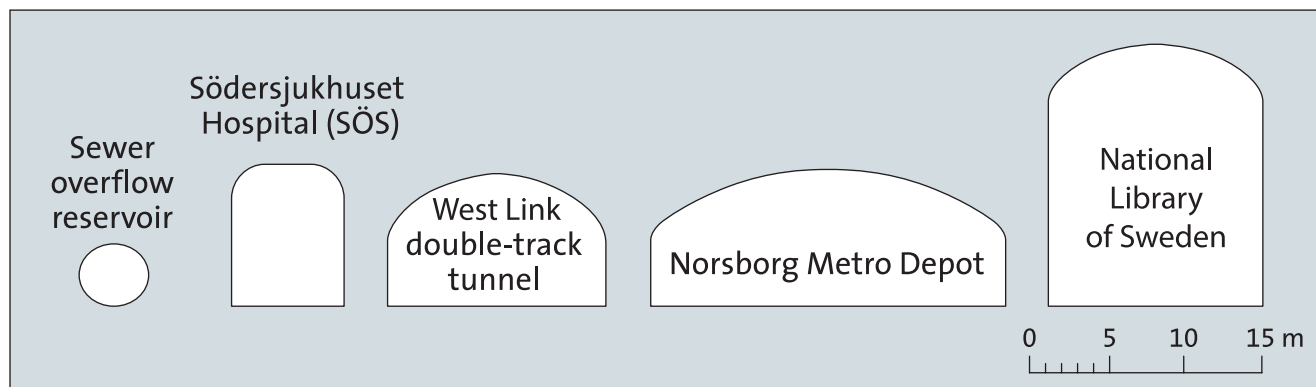 Sewer
overflow
reservoir
Södersjukhuset
Hospital (SÖS)
West Link
double-track
tunnel
Norsborg Metro Depot
National
Library
of Sweden
0 5 10 15 m